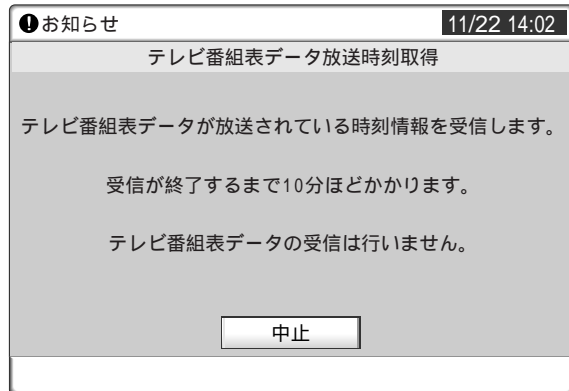 お知らせ
11/22 14:02
テレビ番組表データ放送時刻取得
テレビ番組表データが放送されている時刻情報を受信します。
受信が終了するまで10分ほどかかります。
テレビ番組表データの受信は行いません。
中止